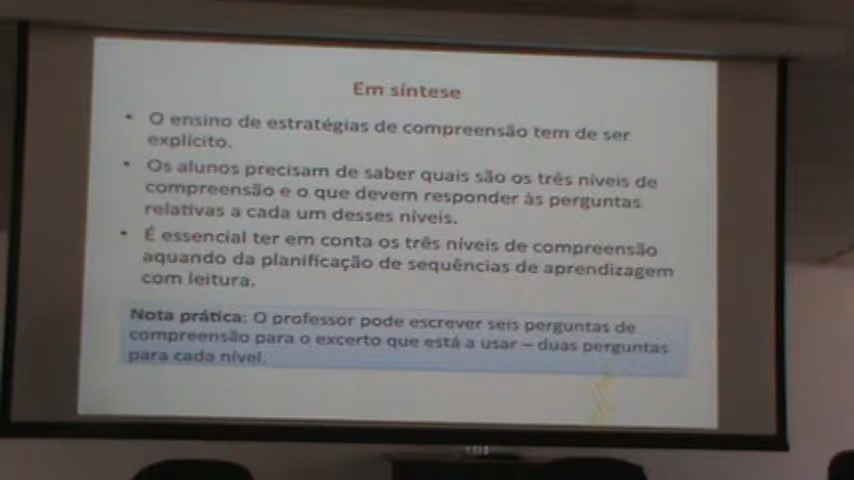 Em síntese
• O ensino de estratégias de compreensão tem de ser
explícito.
• Os alunos precisam de saber quais são os três níveis de
compreensão e o que devem responder às perguntas
relativas a cada um desses níveis.
• É essencial ter em conta os três níveis de compreensão
aquando da planificação de sequências de aprendizagem
com leitura.
Nota prática: O professor pode escrever seis perguntas de
compreensão para o excerto que está a usar – duas perguntas
para cada nível.